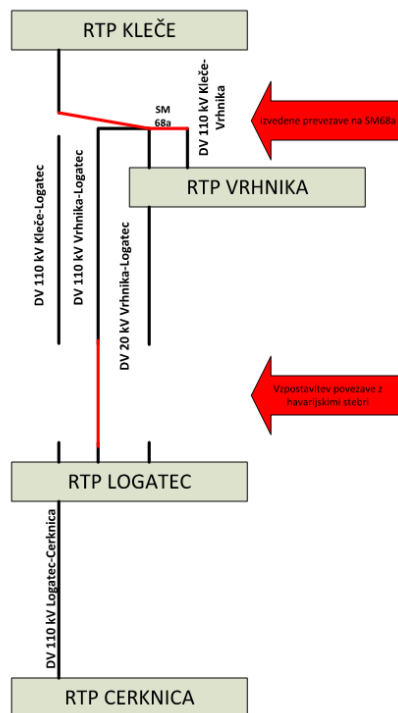 RTP KLEČE
SM
68a
DV 110 kV Kleče-
Vrhnika
Izvedene prevezave na SM68a
RTP VRHNIKA
DV 110 kV Kleče-Logatec
DV 110 kV Vrhnika-Logatec
DV 20 kV Vrhnika-Logatec
Vzpostavitev povezave z
havarijskimi stebri
RTP LOGATEC
DV 110 kV Logatec-Cerknica
RTP CERKNICA